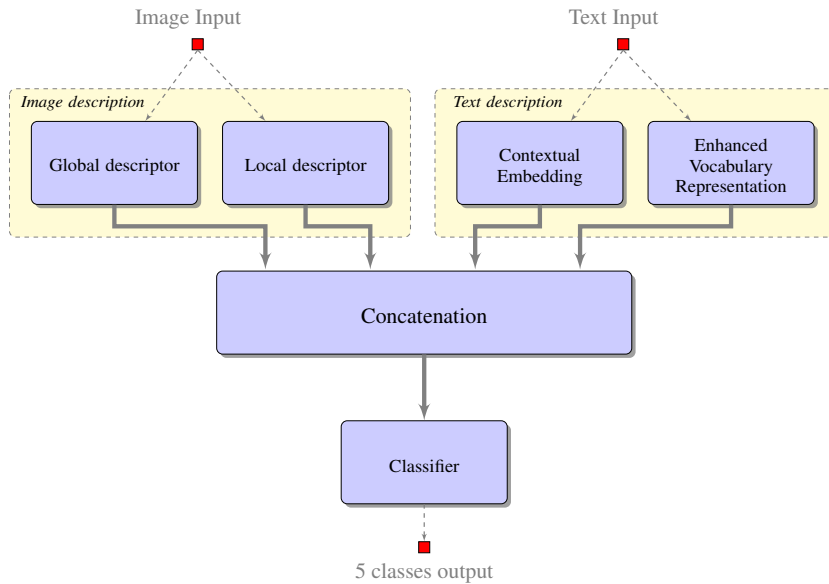 Image Input
Text Input
Image description
Text description
Global descriptor
Local descriptor
Contextual
Embedding
Enhanced
Vocabulary
Representation
Concatenation
Classifier
5 classes output